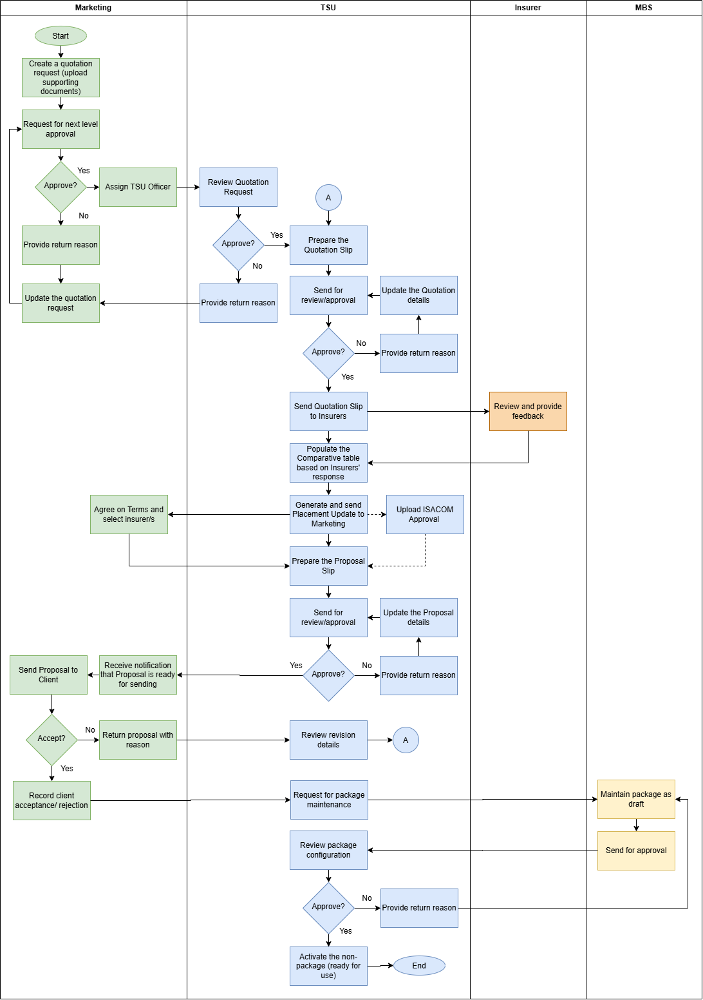 Marketing
TSU
Insurer
MBS
Start
Create a quotation
request (upload
supporting
documents)
Request for next level
approval
Approve?
Yes
No
Assign TSU Officer
Provide return reason
Update the quotation
request
Review Quotation
Request
Approve?
Yes
No
Provide return reason
A
Prepare the
Quotation Slip
Send for
review/approval
Update the Quotation
details
Approve?
No
Yes
Provide return reason
Send Quotation Slip
to Insurers
Review and provide
feedback
Populate the
Comparative table
based on Insurers'
response
Agree on Terms and
select insurer/s
Generate and send
Placement Update to
Marketing
Upload ISACOM
Approval
Prepare the Proposal
Slip
Send for
review/approval
Update the Proposal
details
Approve?
Yes
No
Provide return reason
Receive notification
that Proposal is ready
for sending
Send Proposal to
Client
Accept?
No
Yes
Return proposal with
reason
Review revision
details
A
Record client
acceptance/ rejection
Request for package
maintenance
Maintain package as
draft
Send for approval
Review package
configuration
Approve?
No
Yes
Provide return reason
Activate the non-
package (ready for
use)
End